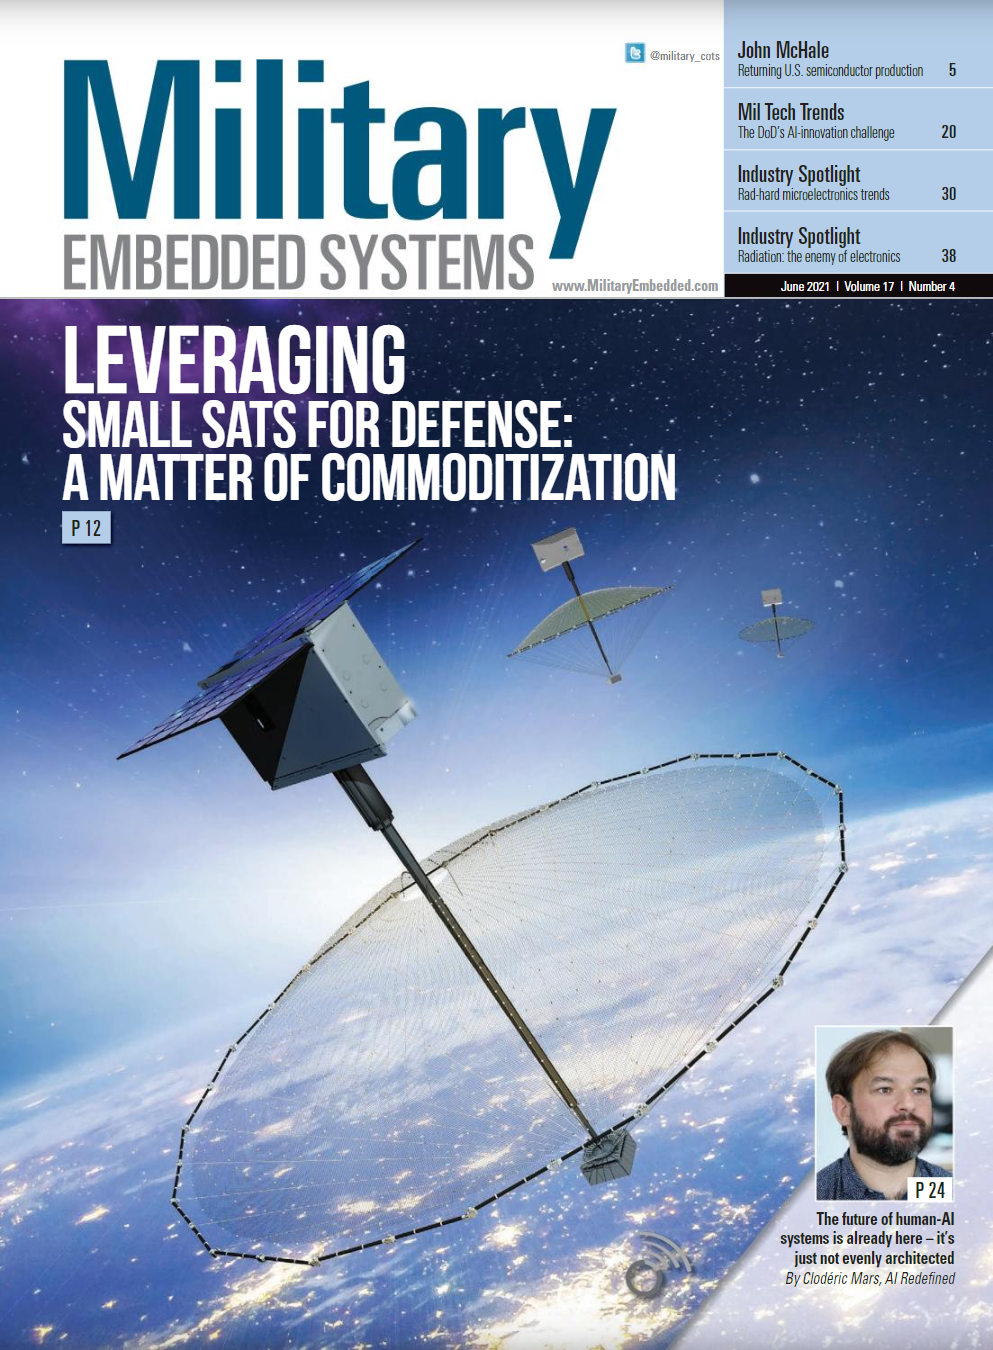 @military_cots
Military
EMBEDDED SYSTEMS
www.MilitaryEmbedded.com
John McHale
Returning U.S. semiconductor production 5
Mil Tech Trends
The DoD's AI-innovation challenge 20
Industry Spotlight
Rad-hard microelectronics trends 30
Industry Spotlight
Radiation: the enemy of electronics 38
June 2021 | Volume 17 | Number 4
LEVERAGING
SMALL SATS FOR DEFENSE:
A MATTER OF COMMODITIZATION
P 12
P 24
The future of human-AI
systems is already here – it's
just not evenly architected
By Clodéric Mars, AI Redefined